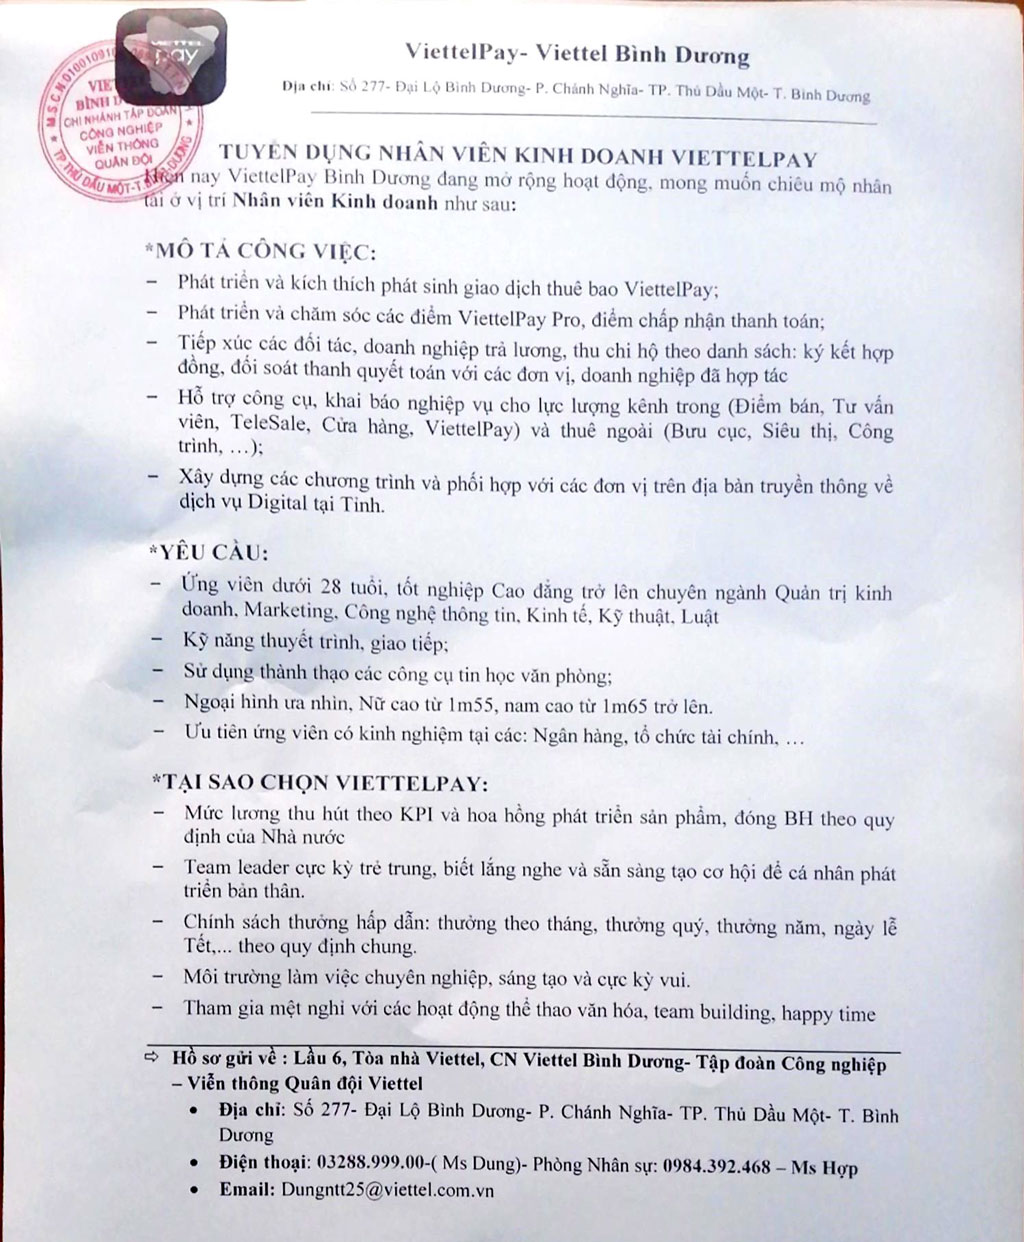 VIETTEL
pay
ViettelPay- Viettel Bình Dương
Địa chỉ: Số 277- Đại Lộ Bình Dương- P. Chánh Nghĩa- TP. Thủ Dầu Một- T. Bình Dương
CHI NHÁNH TẬP ĐOÀN
CÔNG NGHIỆP
VIỄN THÔNG
QUÂN ĐỘI
TUYỂN DỤNG NHÂN VIÊN KINH DOANH VIETTELPAY
Hiện nay ViettelPay Bình Dương đang mở rộng hoạt động, mong muốn chiêu mộ nhân
tài ở vị trí Nhân viên Kinh doanh như sau:
*MÔ TẢ CÔNG VIỆC:
– Phát triển và kích thích phát sinh giao dịch thuê bao ViettelPay;
– Phát triển và chăm sóc các điểm ViettelPay Pro, điểm chấp nhận thanh toán;
– Tiếp xúc các đối tác, doanh nghiệp trả lương, thu chi hộ theo danh sách: ký kết hợp
đồng, đối soát thanh quyết toán với các đơn vị, doanh nghiệp đã hợp tác
– Hỗ trợ công cụ, khai báo nghiệp vụ cho lực lượng kênh trong (Điểm bán, Tư vấn
viên, TeleSale, Cửa hàng, ViettelPay) và thuê ngoài (Bưu cục, Siêu thị, Công
trình, …);
– Xây dựng các chương trình và phối hợp với các đơn vị trên địa bàn truyền thông về
dịch vụ Digital tại Tỉnh.
*YÊU CẦU:
– Ứng viên dưới 28 tuổi, tốt nghiệp Cao đẳng trở lên chuyên ngành Quản trị kinh
doanh, Marketing, Công nghệ thông tin, Kinh tế, Kỹ thuật, Luật
– Kỹ năng thuyết trình, giao tiếp;
– Sử dụng thành thạo các công cụ tin học văn phòng;
– Ngoại hình ưa nhìn, Nữ cao từ 1m55, nam cao từ 1m65 trở lên.
– Ưu tiên ứng viên có kinh nghiệm tại các: Ngân hàng, tổ chức tài chính, …
*TẠI SAO CHỌN VIETTELPAY:
– Mức lương thu hút theo KPI và hoa hồng phát triển sản phẩm, đóng BH theo quy
định của Nhà nước
– Team leader cực kỳ trẻ trung, biết lắng nghe và sẵn sàng tạo cơ hội để cá nhân phát
triển bản thân.
– Chính sách thưởng hấp dẫn: thưởng theo tháng, thưởng quý, thưởng năm, ngày lễ
Tết,... theo quy định chung.
– Môi trường làm việc chuyên nghiệp, sáng tạo và cực kỳ vui.
– Tham gia mệt nghỉ với các hoạt động thể thao văn hóa, team building, happy time
⇨ Hồ sơ gửi về : Lầu 6, Tòa nhà Viettel, CN Viettel Bình Dương- Tập đoàn Công nghiệp
– Viễn thông Quân đội Viettel
• Địa chỉ: Số 277- Đại Lộ Bình Dương- P. Chánh Nghĩa- TP. Thủ Dầu Một- T. Bình
Dương
• Điện thoại: 03288.999.00-( Ms Dung)- Phòng Nhân sự: 0984.392.468 – Ms Hợp
• Email: Dungntt25@viettel.com.vn